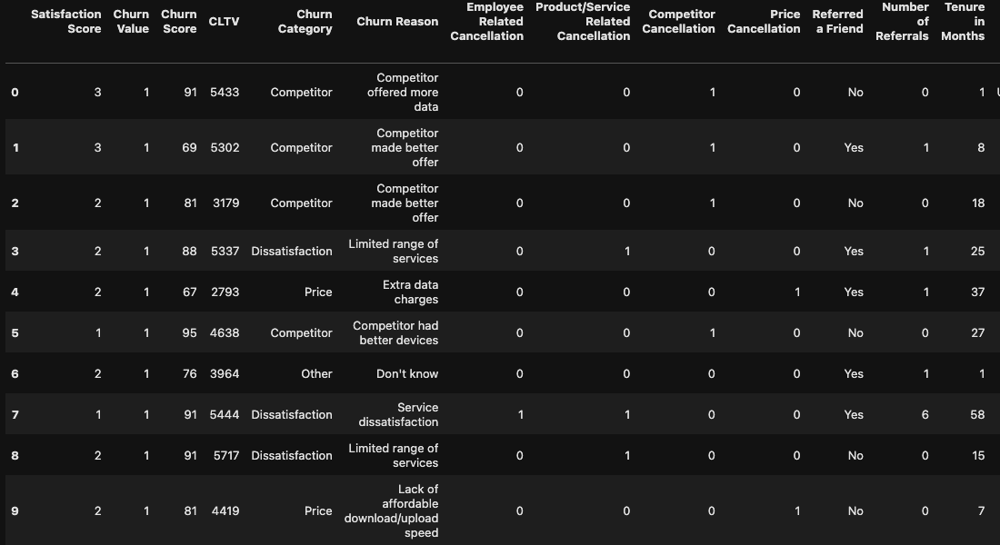 Satisfaction Score Churn Value Churn Score CLTV Churn Category Churn Reason Employee Related Cancellation Product/Service Related Cancellation Competitor Cancellation Price Cancellation Referred a Friend Number of Referrals Tenure in Months
0 3 1 91 5433 Competitor Competitor offered more data 0 0 1 0 No 0 1
1 3 1 69 5302 Competitor Competitor made better offer 0 0 1 0 Yes 1 8
2 2 1 81 3179 Competitor Competitor made better offer 0 0 1 0 No 0 18
3 2 1 88 5337 Dissatisfaction Limited range of services 0 1 0 0 Yes 1 25
4 2 1 67 2793 Price Extra data charges 0 0 0 1 Yes 1 37
5 1 1 95 4638 Competitor Competitor had better devices 0 0 1 0 No 0 27
6 2 1 76 3964 Other Don't know 0 0 0 0 Yes 1 1
7 1 1 91 5444 Dissatisfaction Service dissatisfaction 1 1 0 0 Yes 6 58
8 2 1 91 5717 Dissatisfaction Limited range of services 0 1 0 0 No 0 15
9 2 1 81 4419 Price Lack of affordable download/upload speed 0 0 0 1 No 0 7